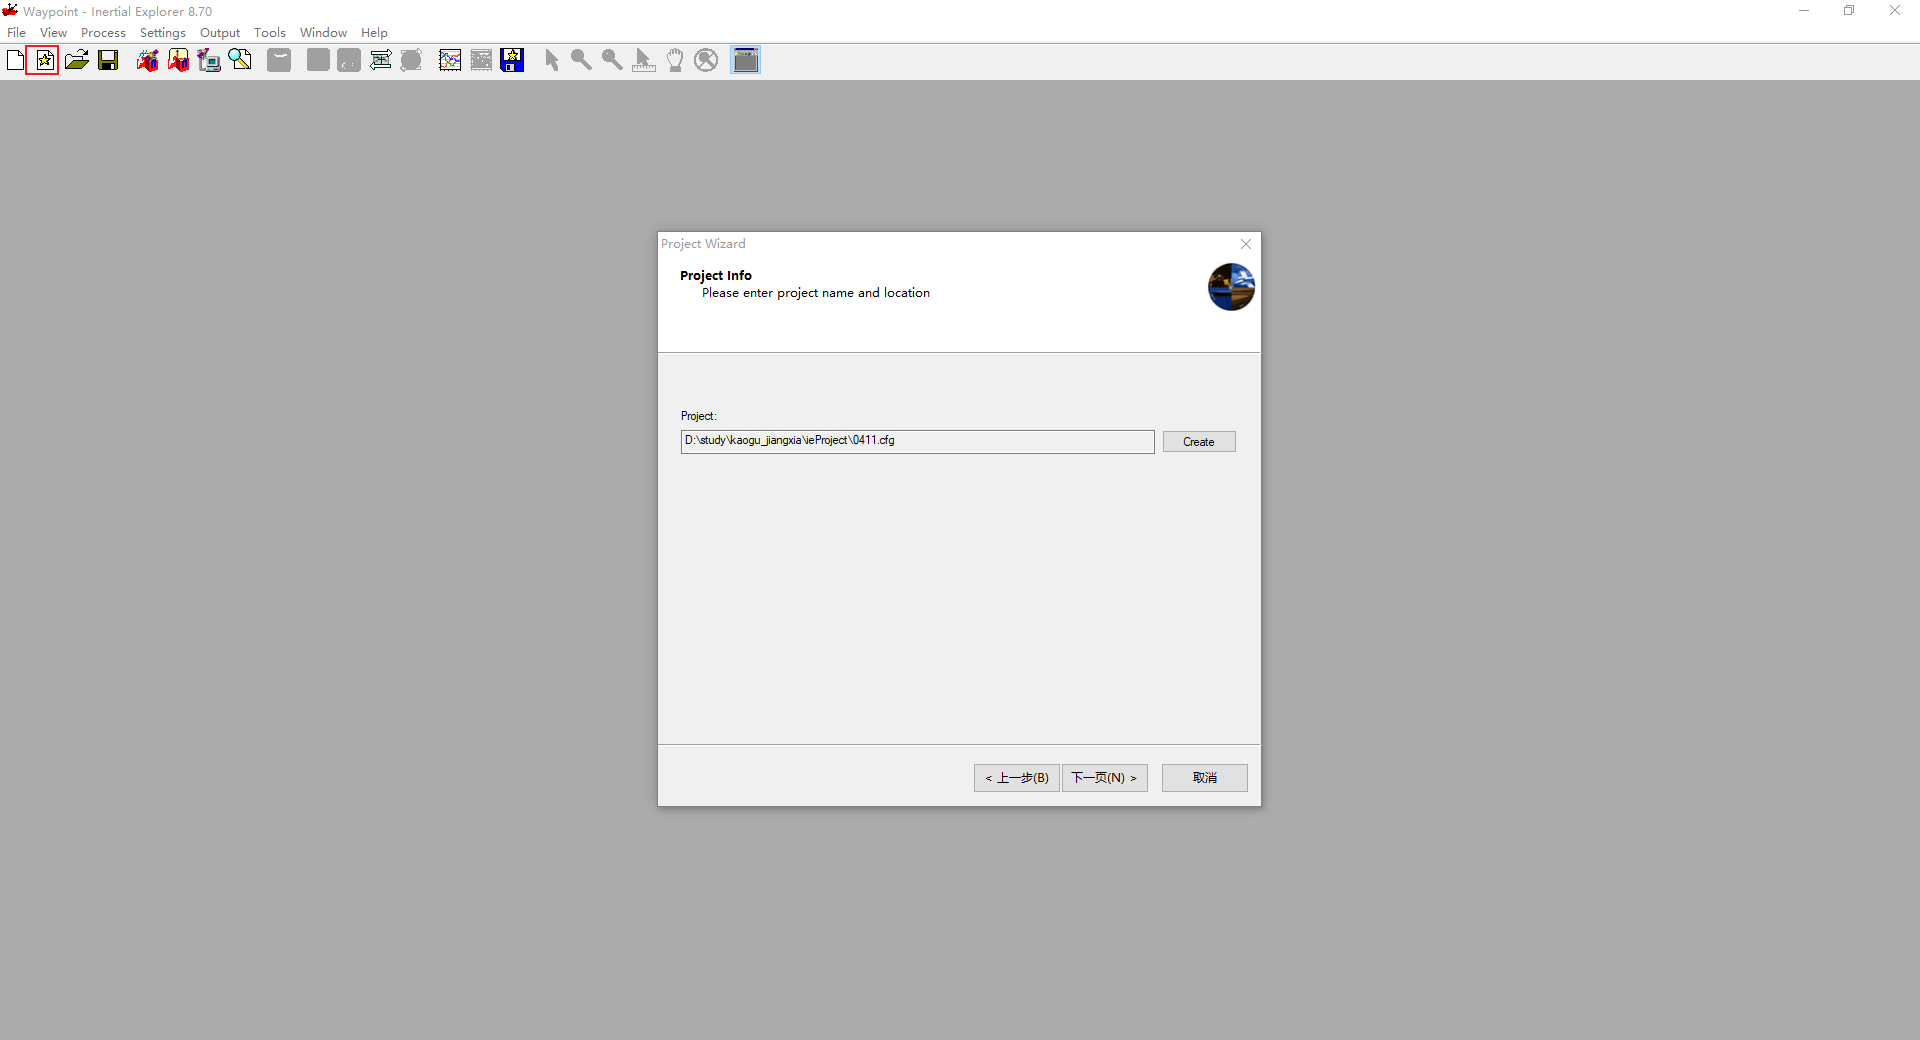 Waypoint - Inertial Explorer 8.70
File View Process Settings Output Tools Window Help
Project Wizard
Project Info
Please enter project name and location
Project:
D:\study\kaogu_jiangxia\ieProject\0411.cfg
Create
< 上一步(B) 下一页(N) > 取消